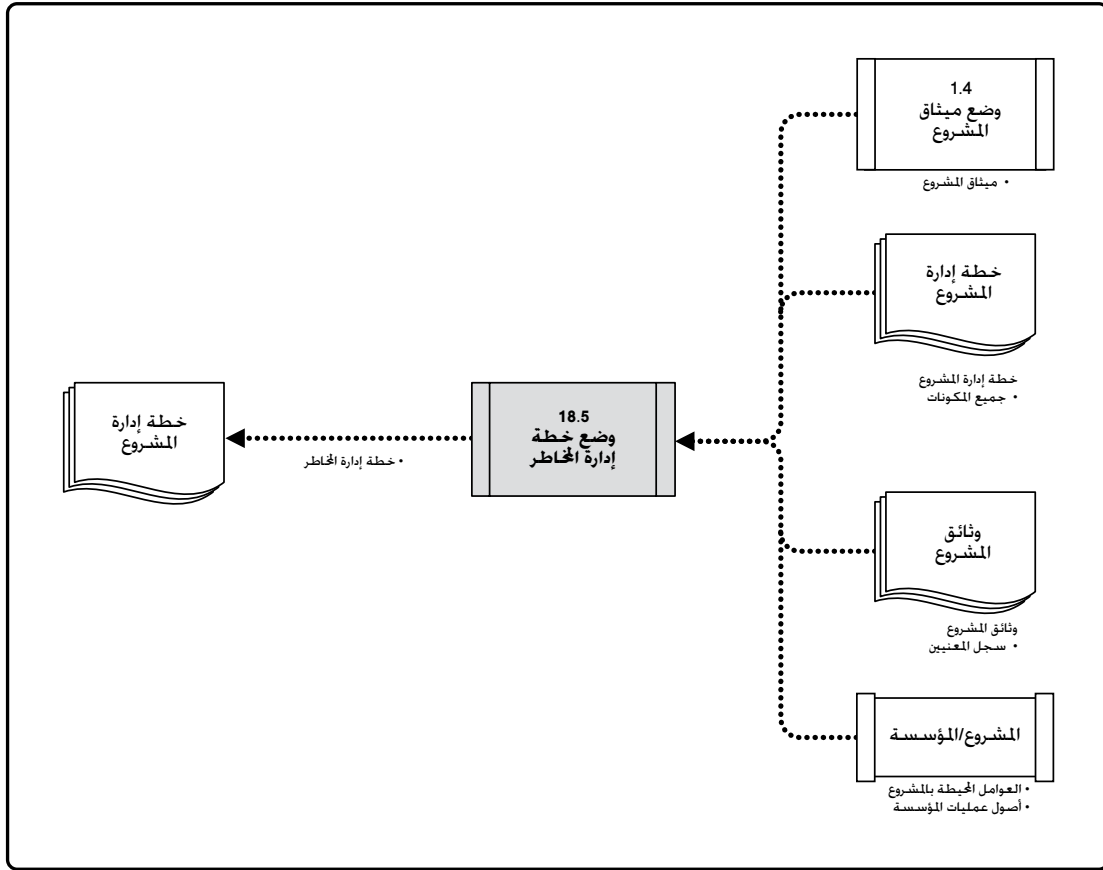 1.4
وضع ميثاق
المشروع
• ميثاق المشروع
خطة إدارة
المشروع
خطة إدارة المشروع
• جميع المكونات
وثائق
المشروع
وثائق المشروع
• سجل المعنيين
المشروع/المؤسسة
• العوامل المحيطة بالمشروع
• أصول عمليات المؤسسة
18.5
وضع خطة
إدارة المخاطر
• خطة إدارة المخاطر
خطة إدارة
المشروع